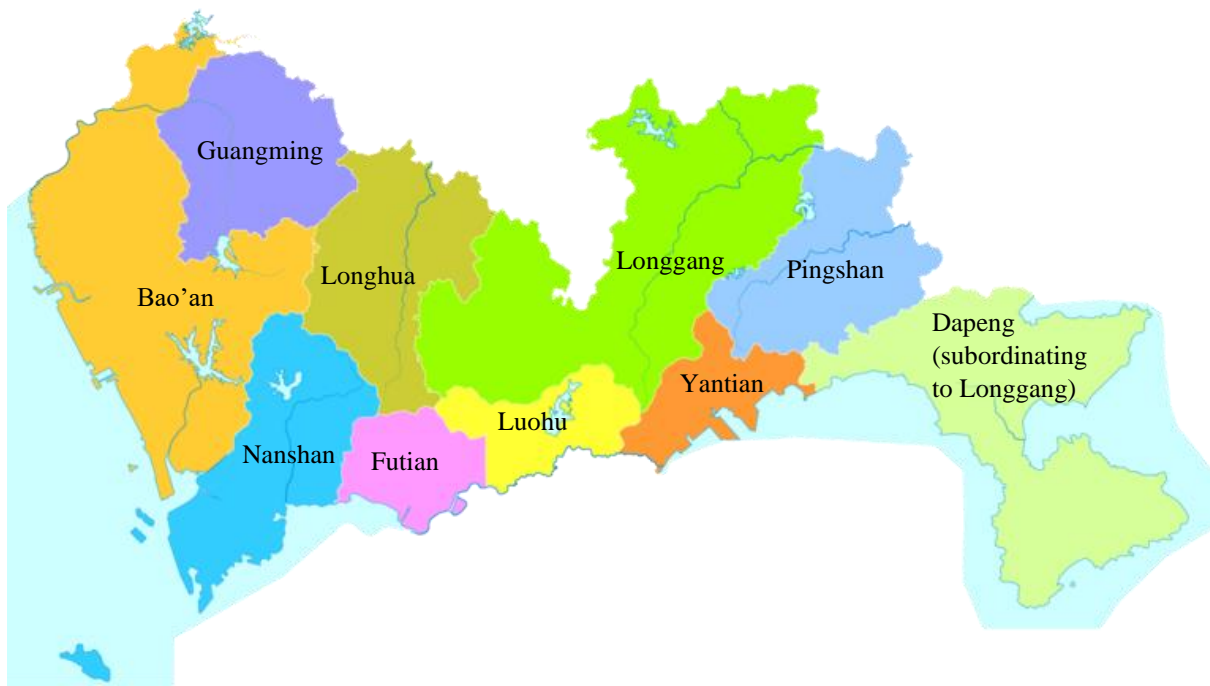 Guangming
Longhua
Bao’an
Longgang
Pingshan
Dapeng
(subordinating
to Longgang)
Yantian
Luohu
Nanshan
Futian